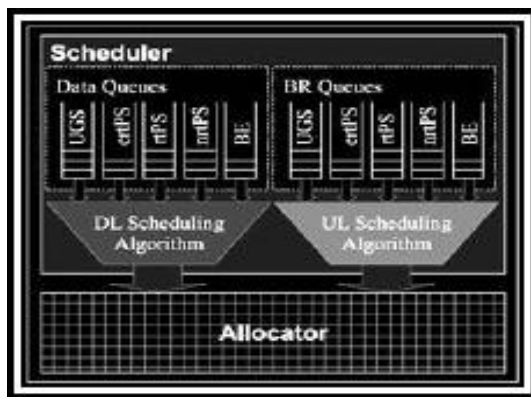 Scheduler
Data Queues
BR Queues
UGS
ertPS
rtPS
nrtPS
BE
UGS
ertPS
rtPS
nrtPS
BE
DL Scheduling
Algorithm
UL Scheduling
Algorithm
Allocator